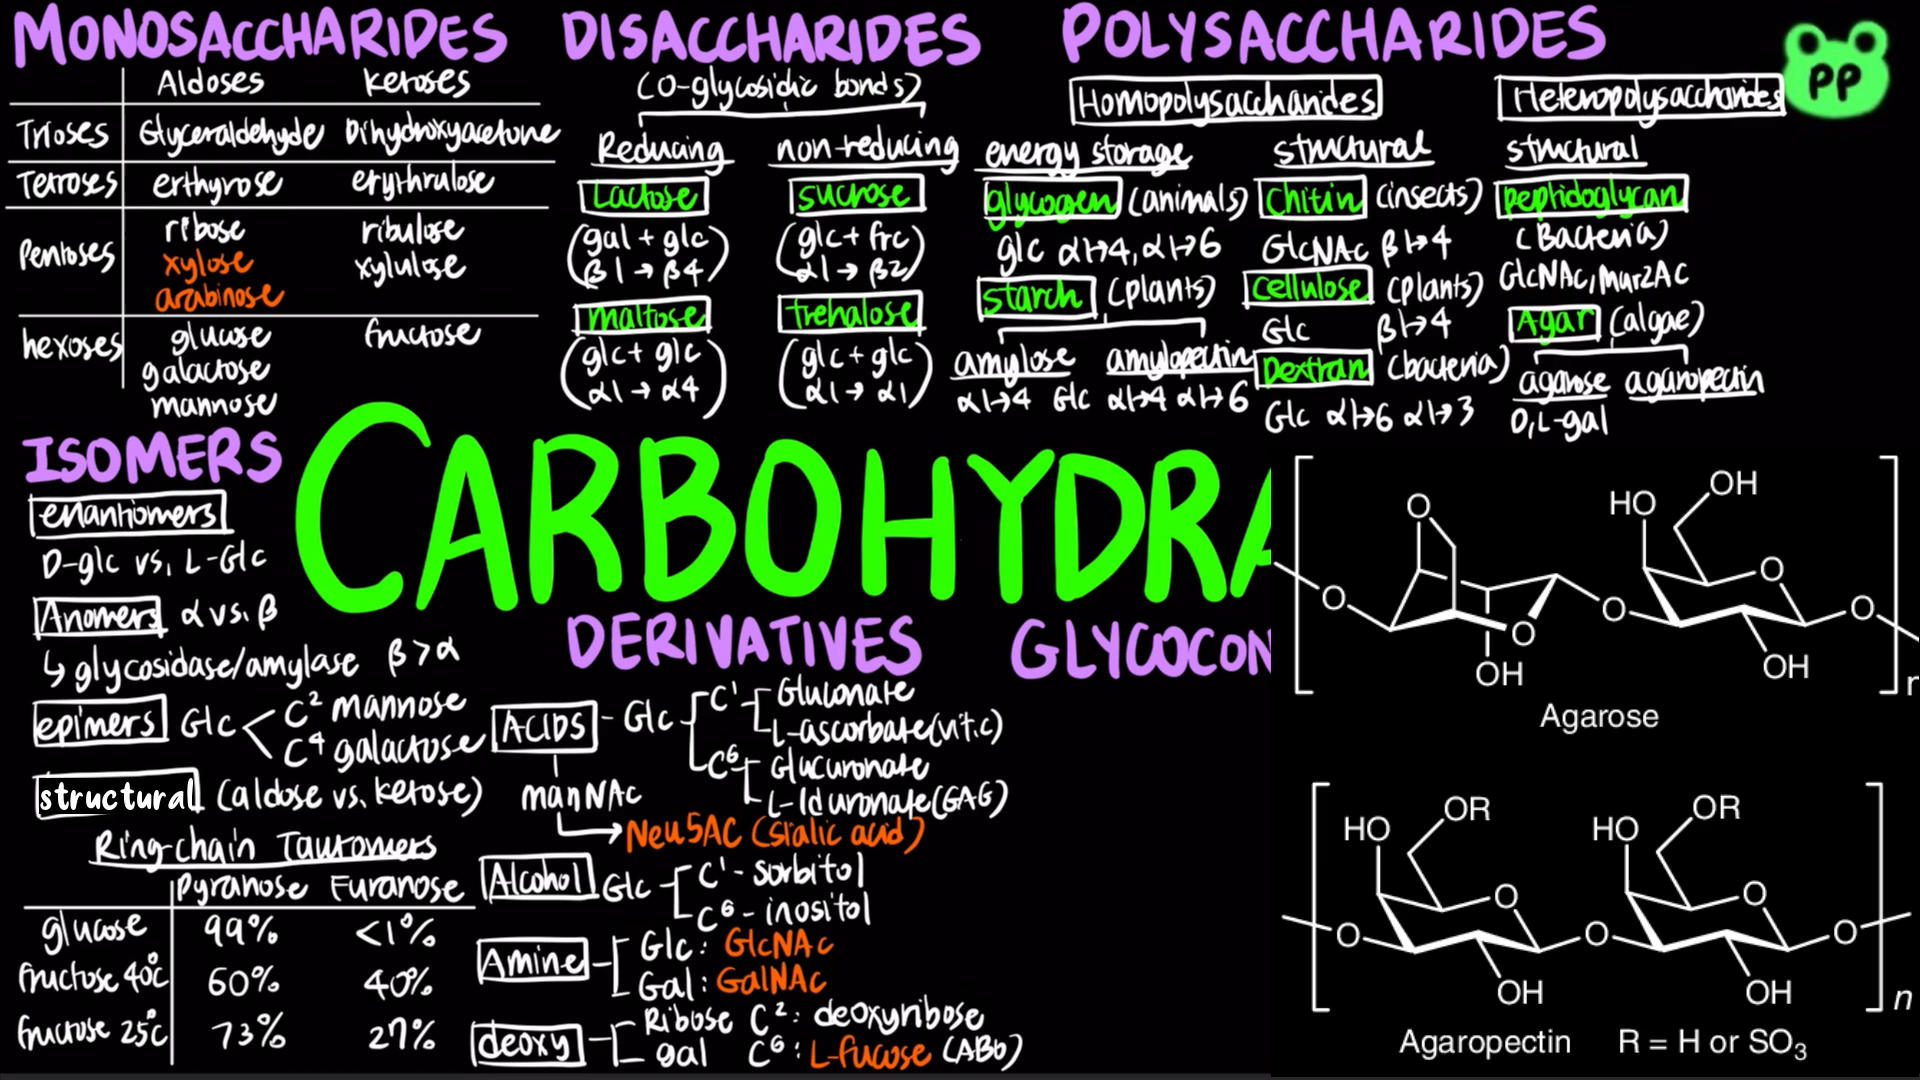 MONOSACCHARIDES
Aldoses ketoses
Trioses Glyceraldehyde Dihydroxyacetone
Tetroses erthyrose erythrulose
Pentoses ribose ribulose
xylose xylulose
arabinose
hexoses glucose fructose
galactose
mannose
DISACCHARIDES
(O-glycosidic bonds)
Reducing non-reducing
Lactose sucrose
(gal + glc β1→β4) (glc + frc α1→β2)
maltose trehalose
(glc + glc α1→α4) (glc + glc α1→α1)
POLYSACCHARIDES
PP
Homopolysaccharides
energy storage structural
glycogen (animals)
glc α1→4, α1→6
starch (plants)
amylose amylopectin
α1→4 Glc α1→4 α1→6
Chitin (insects)
GlcNAc β1→4
cellulose (plants)
Glc β1→4
Dextran (bacteria)
Glc α1→6 α1→3
Heteropolysaccharides
structural
peptidoglycan
(Bacteria)
GlcNAc, Mur2Ac
Agar (algae)
agarose agaropectin
D,L-gal
ISOMERS
enantiomers
D-glc vs, L-Glc
Anomers α vs. β
↳ glycosidase/amylase β > α
epimers Glc < C² mannose
C⁴ galactose
structural (aldose vs. ketose)
Ring-chain Tautomers
Pyranose Furanose
glucose 99% <1%
fructose 40°C 60% 40%
fructose 25°C 73% 27%
CARBOHYDRA
DERIVATIVES
ACIDS - Glc C¹ Gluconate
L-ascorbate (vit.c)
C⁶ Glucuronate
L-Iduronate (GAG)
manNAc
→ Neu5AC (sialic acid)
Alcohol Glc C¹ - sorbitol
C⁶ - inositol
Amine Glc: GlcNAc
Gal: GalNAc
deoxy Ribose C²: deoxyribose
gal C⁶: L-fucose (ABO)
GLYCOCON
O
HO OH
O O O O O
OH OH
n
Agarose
HO OR HO OR
O O O O O
OH OH
n
Agaropectin R = H or SO₃